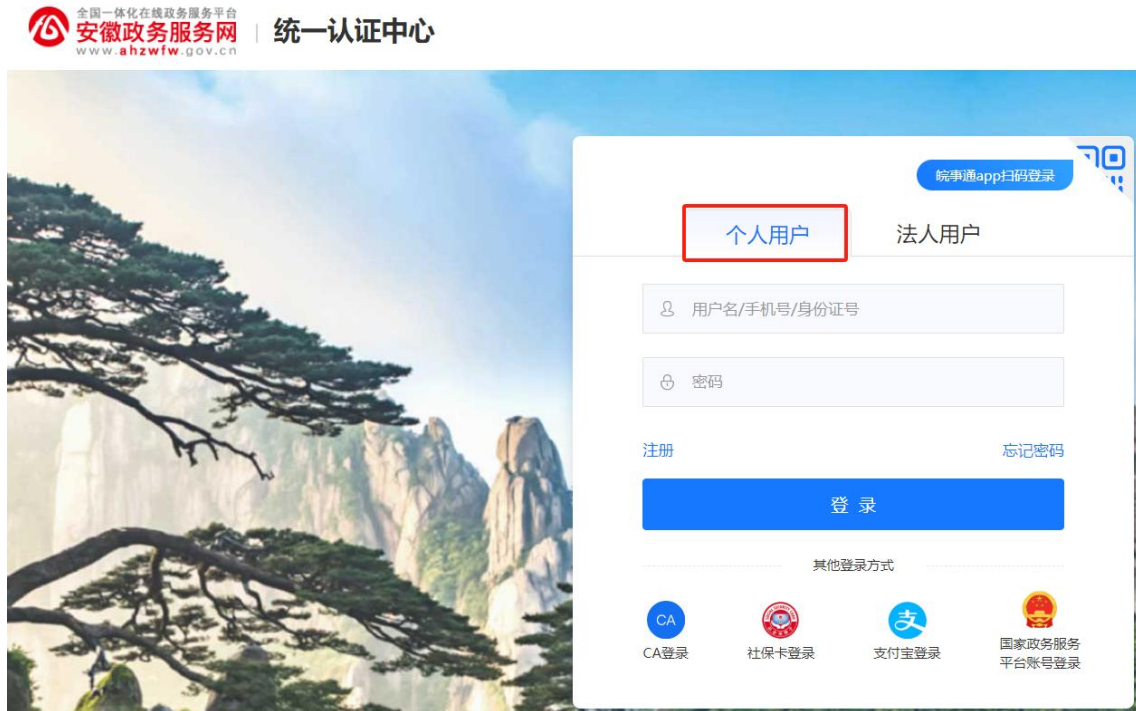 全国一体化在线政务服务平台
安徽政务服务网
www.ahzwfw.gov.cn
统一认证中心
皖事通app扫码登录
个人用户
法人用户
用户名/手机号/身份证号
密码
注册
忘记密码
登 录
其他登录方式
CA
CA登录
社保卡登录
支
支付宝登录
国家政务服务
平台账号登录